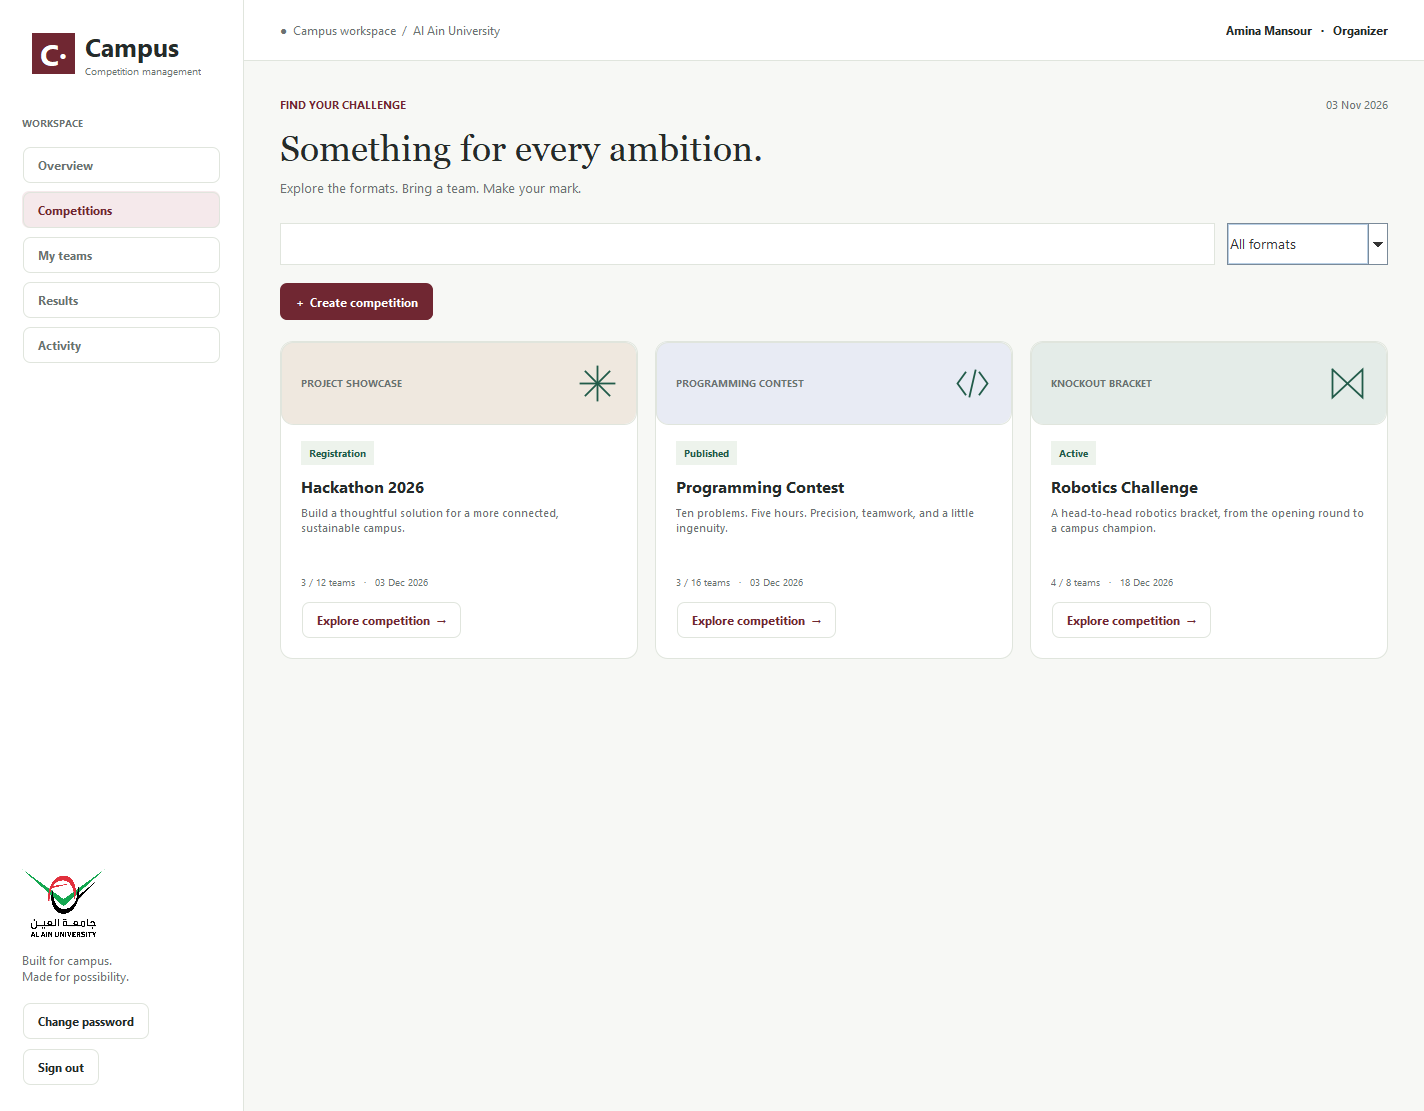 C·
Campus
Competition management
WORKSPACE
Overview
Competitions
My teams
Results
Activity
جامعة العين
AL AIN UNIVERSITY
Built for campus.
Made for possibility.
Change password
Sign out
● Campus workspace / Al Ain University
Amina Mansour · Organizer
FIND YOUR CHALLENGE
03 Nov 2026
Something for every ambition.
Explore the formats. Bring a team. Make your mark.
All formats
+ Create competition
PROJECT SHOWCASE
Registration
Hackathon 2026
Build a thoughtful solution for a more connected,
sustainable campus.
3 / 12 teams · 03 Dec 2026
Explore competition →
PROGRAMMING CONTEST
</>
Published
Programming Contest
Ten problems. Five hours. Precision, teamwork, and a little
ingenuity.
3 / 16 teams · 03 Dec 2026
Explore competition →
KNOCKOUT BRACKET
Active
Robotics Challenge
A head-to-head robotics bracket, from the opening round to
a campus champion.
4 / 8 teams · 18 Dec 2026
Explore competition →